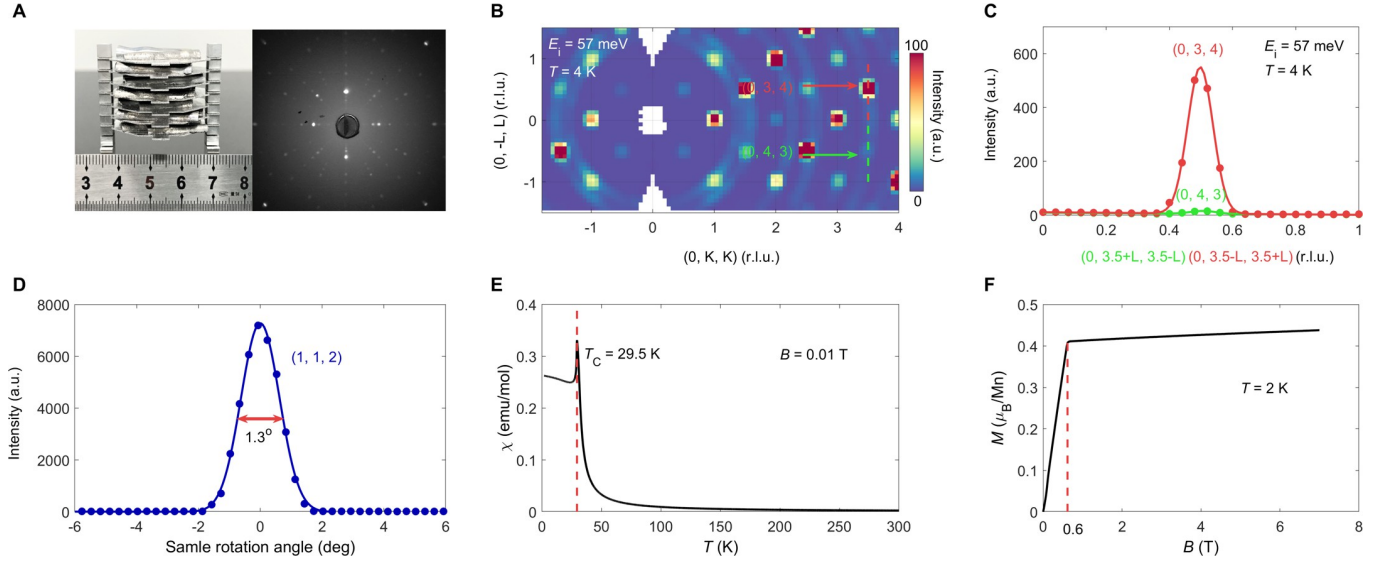 A
3 4 5 6 7 8
B
E_i = 57 meV
T = 4 K
(0, 3, 4)
(0, 4, 3)
(0, -L, L) (r.l.u.)
1
0
-1
-1 0 1 2 3 4
(0, K, K) (r.l.u.)
100
0
Intensity (a.u.)
C
E_i = 57 meV
T = 4 K
(0, 3, 4)
(0, 4, 3)
Intensity (a.u.)
600
400
200
0
0 0.2 0.4 0.6 0.8 1
(0, 3.5+L, 3.5-L) (0, 3.5-L, 3.5+L) (r.l.u.)
D
(1, 1, 2)
1.3°
Intensity (a.u.)
8000
6000
4000
2000
0
-6 -4 -2 0 2 4 6
Samle rotation angle (deg)
E
T_C = 29.5 K
B = 0.01 T
χ (emu/mol)
0.4
0.3
0.2
0.1
0
0 50 100 150 200 250 300
T (K)
F
T = 2 K
M (μ_B/Mn)
0.5
0.4
0.3
0.2
0.1
0
0 0.6 2 4 6 8
B (T)